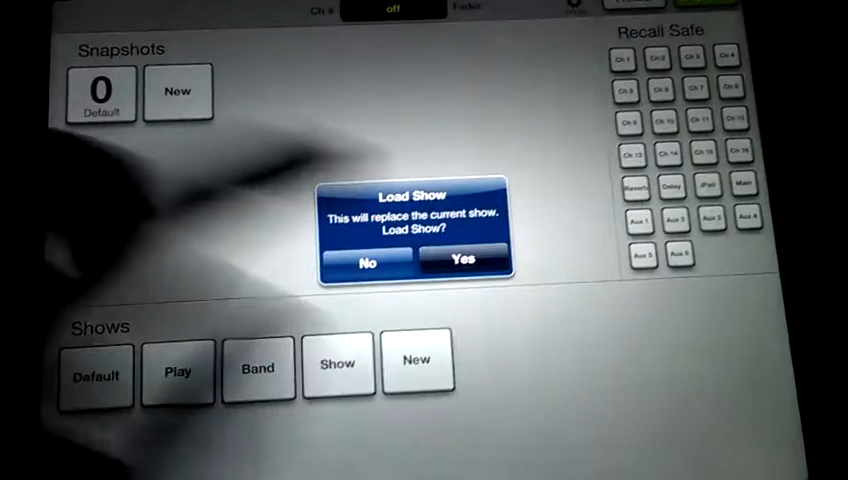 Ch 6 off Fader
Snapshots
0
Default
New
Recall Safe
Ch 1 Ch 2 Ch 3 Ch 4
Ch 5 Ch 6 Ch 7 Ch 8
Ch 9 Ch 10 Ch 11 Ch 12
Ch 13 Ch 14 Ch 15 Ch 16
Reverb Delay iPad Main
Aux 1 Aux 2 Aux 3 Aux 4
Aux 5 Aux 6
Load Show
This will replace the current show.
Load Show?
No Yes
Shows
Default Play Band Show New